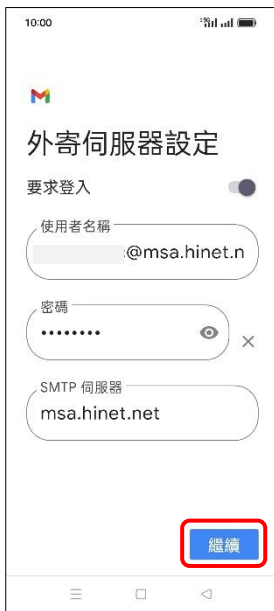 10:00
外寄伺服器設定
要求登入
使用者名稱
:@msa.hinet.n
密碼
••••••••
SMTP 伺服器
msa.hinet.net
繼續